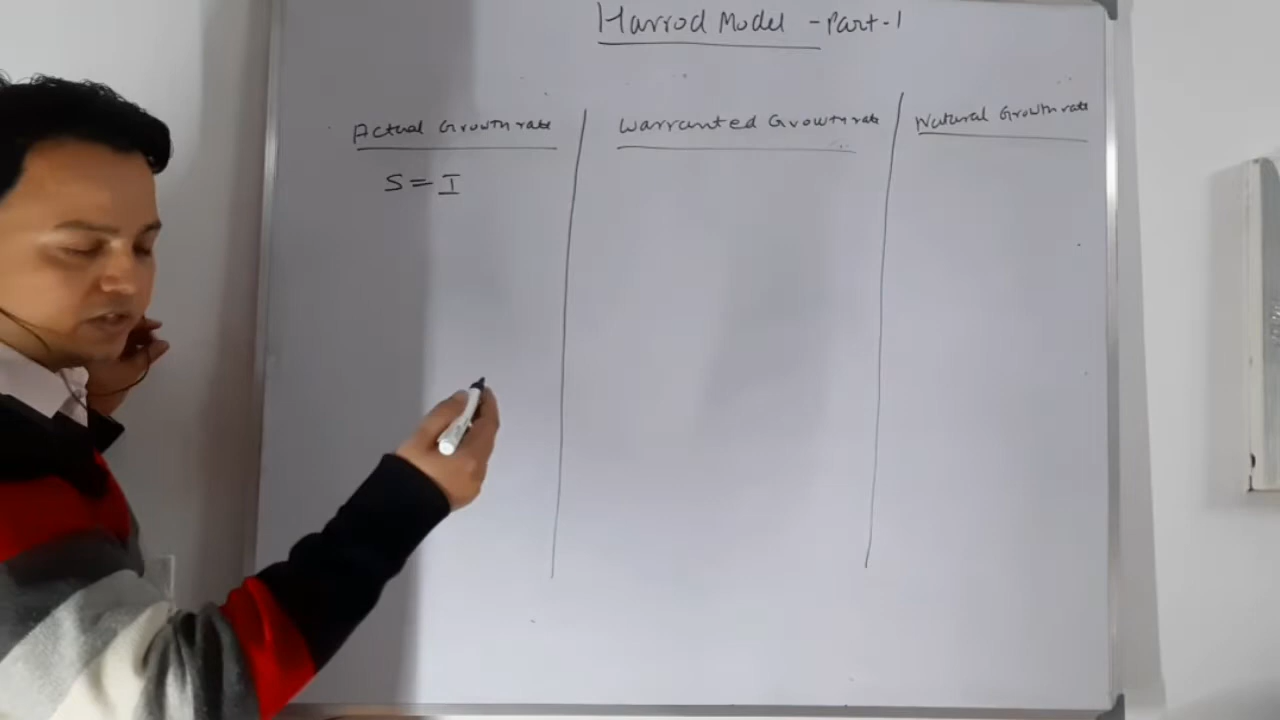 Harrod Model - Part-1
Actual Growth rate
Warranted Growth rate
Natural Growth rate
S = I